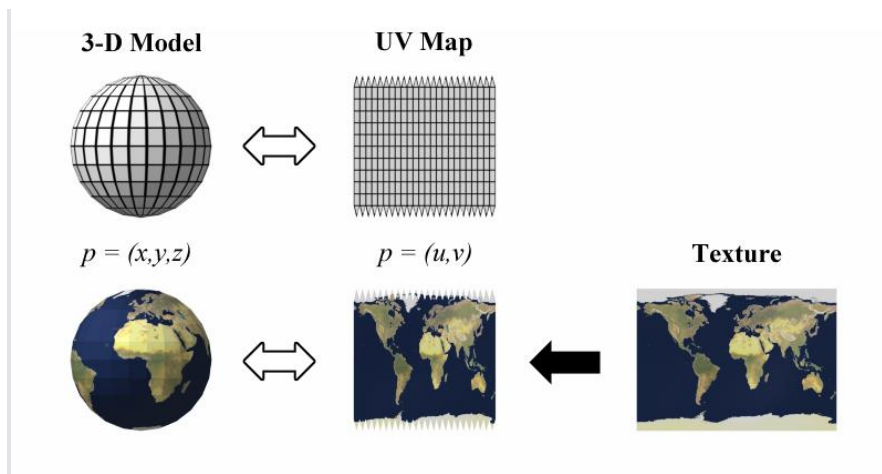 3-D Model
UV Map
p = (x,y,z)
p = (u,v)
Texture